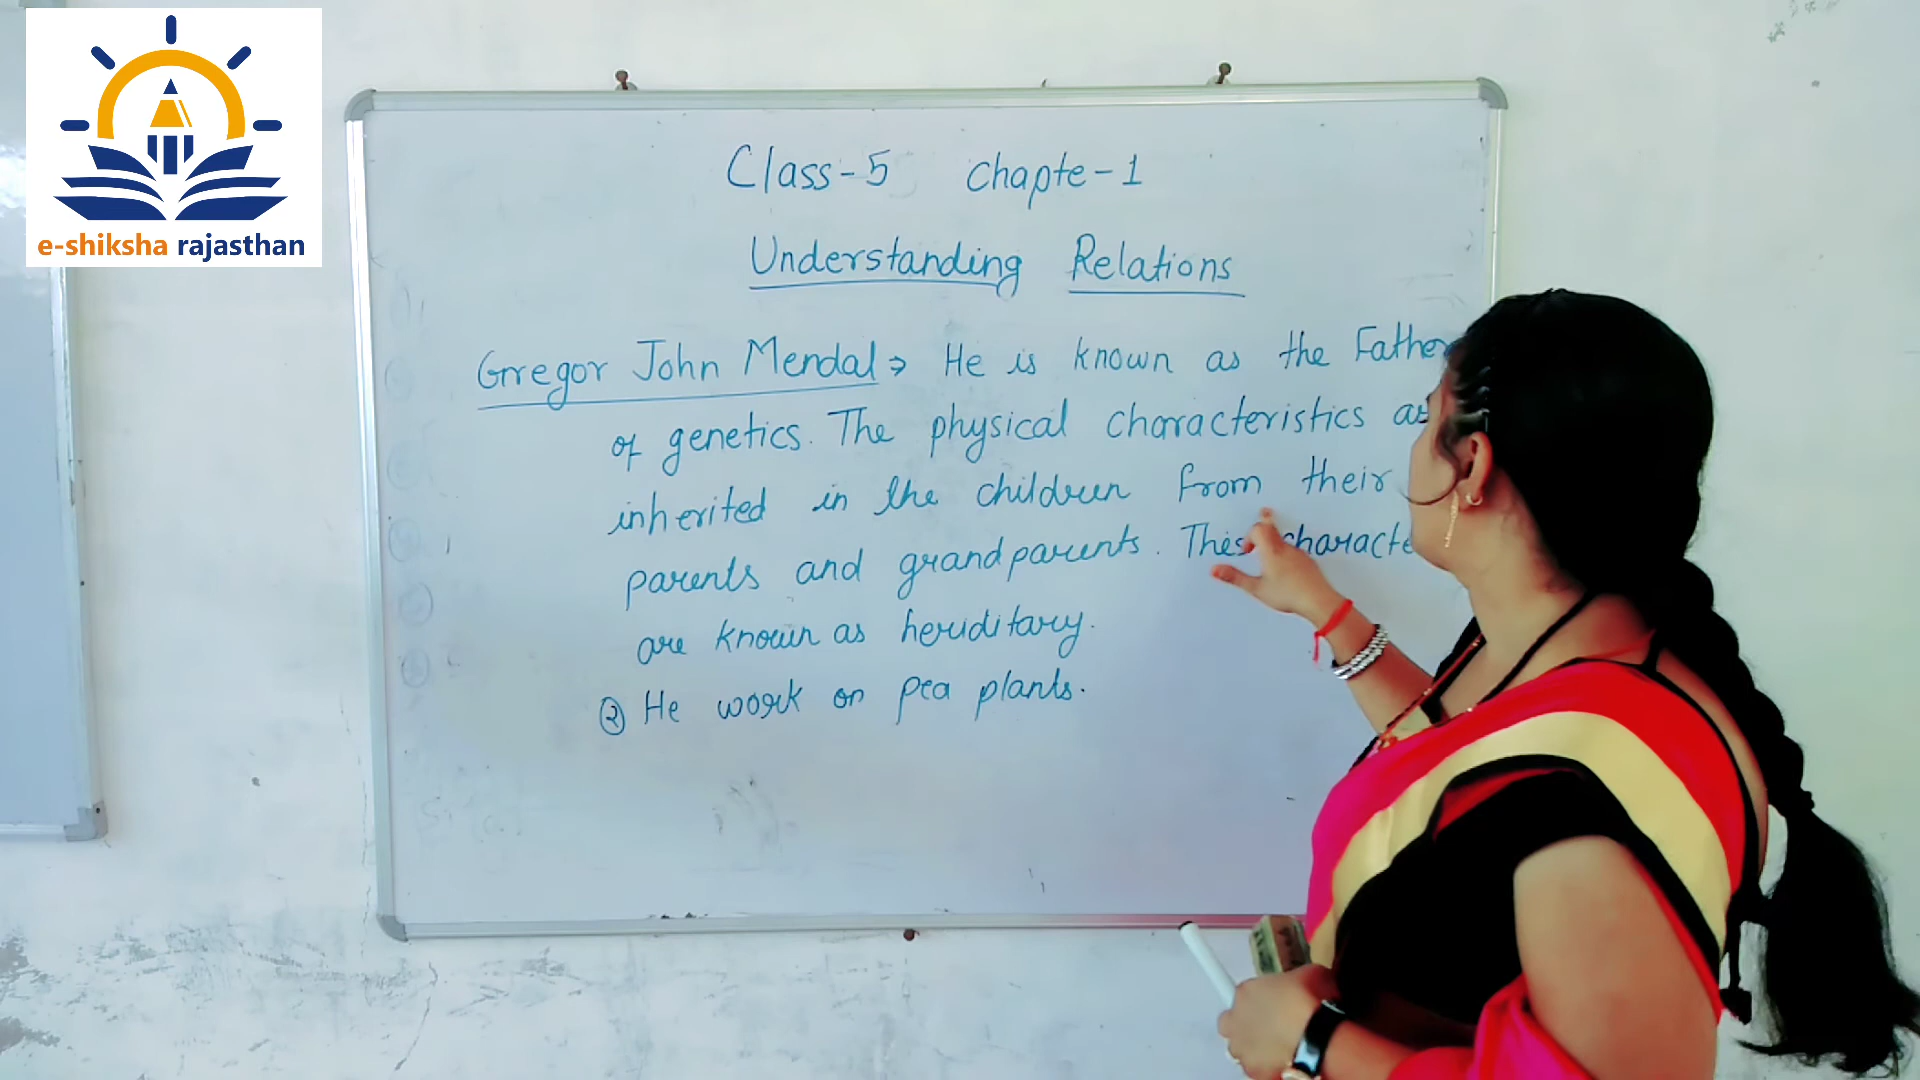 e-shiksha rajasthan
Class-5 Chapte-1
Understanding Relations
Gregor John Mendal → He is known as the Father
of genetics. The physical characteristics
inherited in the children from their
parents and grandparents. This characte
are known as heriditary.
② He work on pea plants.